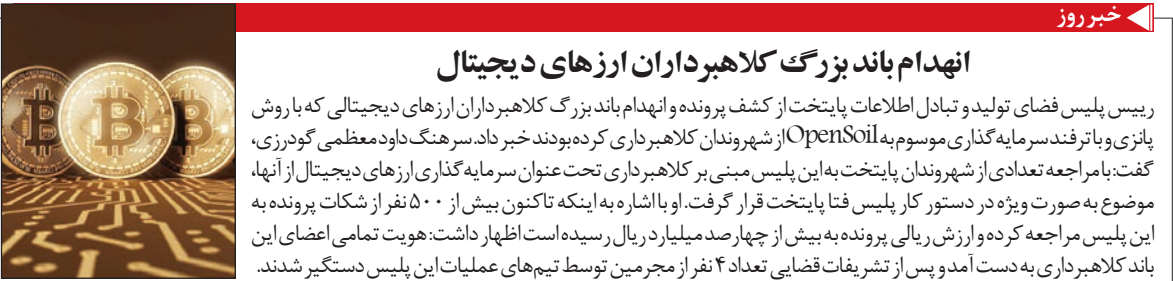 خبر روز
انهدام باند بزرگ کلاهبرداران ارزهای دیجیتال
رییس پلیس فضای تولید و تبادل اطلاعات پایتخت از کشف پرونده و انهدام باند بزرگ کلاهبرداران ارزهای دیجیتالی که با روش
پانزی و با ترفند سرمایه گذاری موسوم به OpenSoil از شهروندان کلاهبرداری کرده بودند خبر داد. سرهنگ داود معظمی گودرزی،
گفت: با مراجعه تعدادی از شهروندان پایتخت به این پلیس مبنی بر کلاهبرداری تحت عنوان سرمایه گذاری ارزهای دیجیتال از آنها،
موضوع به صورت ویژه در دستور کار پلیس فتا پایتخت قرار گرفت. او با اشاره به اینکه تاکنون بیش از ۵۰۰ نفر از شکات پرونده به
این پلیس مراجعه کرده و ارزش ریالی پرونده به بیش از چهارصد میلیارد ریال رسیده است اظهار داشت: هویت تمامی اعضای این
باند کلاهبرداری به دست آمد و پس از تشریفات قضایی تعداد ۴ نفر از مجرمین توسط تیم‌های عملیات این پلیس دستگیر شدند.